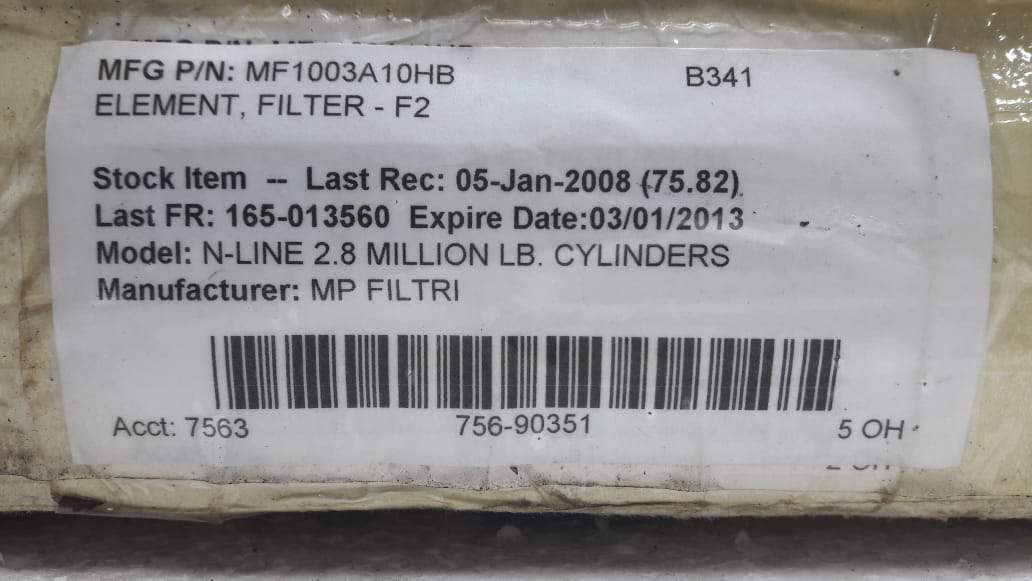 MFG P/N: MF1003A10HB B341
ELEMENT, FILTER - F2
Stock Item -- Last Rec: 05-Jan-2008 (75.82)
Last FR: 165-013560 Expire Date:03/01/2013
Model: N-LINE 2.8 MILLION LB. CYLINDERS
Manufacturer: MP FILTRI
Acct: 7563 756-90351 5 OH